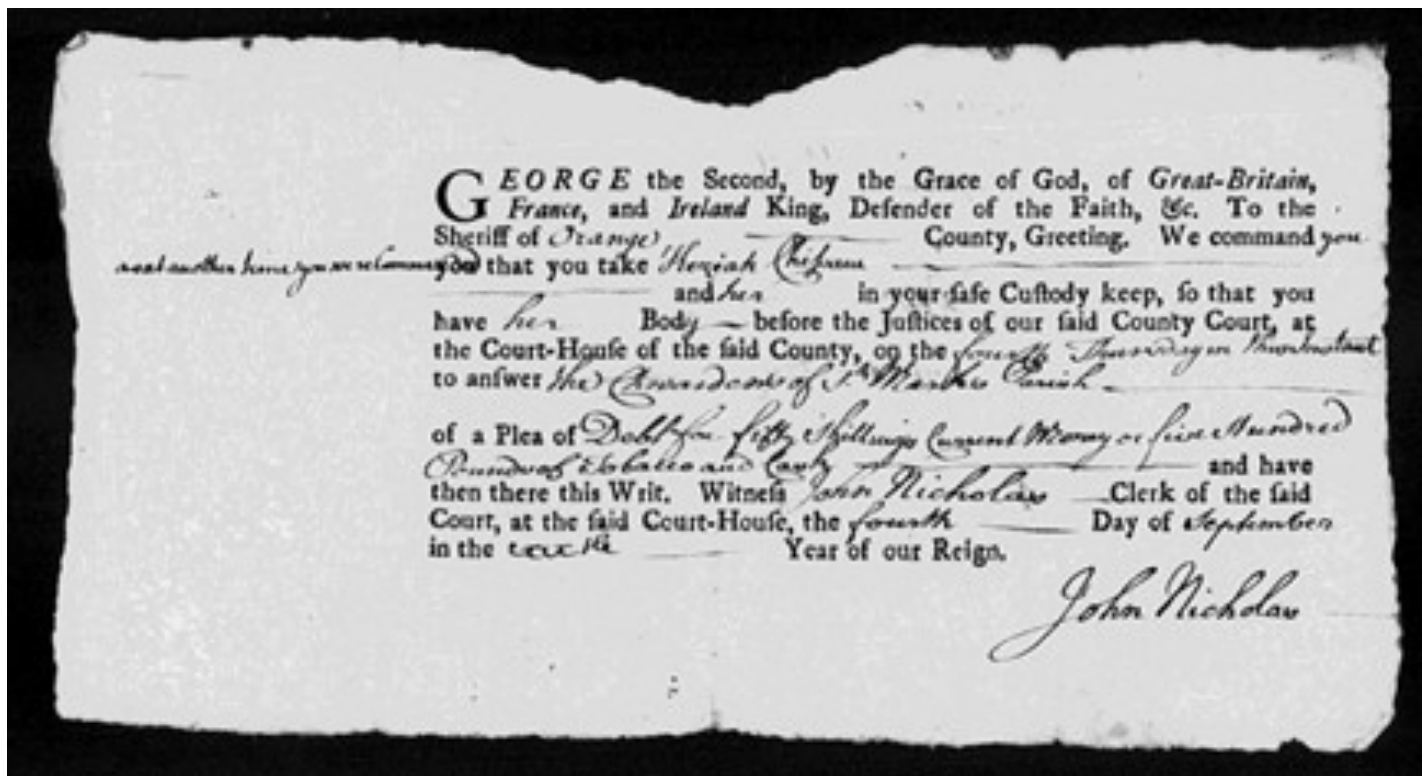 GEORGE the Second, by the Grace of God, of Great-Britain,
France, and Ireland King, Defender of the Faith, &c. To the
Sheriff of Orange County, Greeting. We command you
as at another time you were Commanded you that you take Keziah
and her in your safe Custody keep, so that you
have her Body before the Justices of our said County Court, at
the Court-House of the said County, on the fourth Thursday in this Instant
to answer the Churchwardens of St. Marks Parish
of a Plea of Debt for fifty Shillings Current Money or five Hundred
Pounds of Tobacco and Costs and have
then there this Writ. Witness John Nicholas Clerk of the said
Court, at the said Court-House, the fourth Day of September
in the Year of our Reign.
John Nicholas